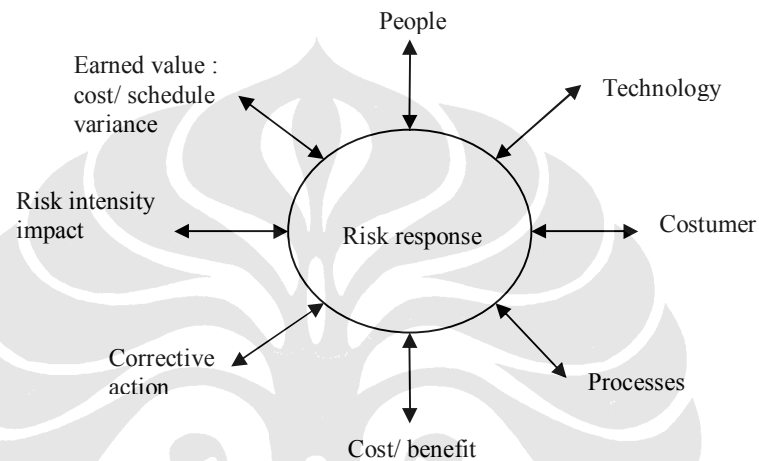 People
Earned value :
cost/ schedule
variance
Technology
Risk intensity
impact
Risk response
Costumer
Corrective
action
Processes
Cost/ benefit